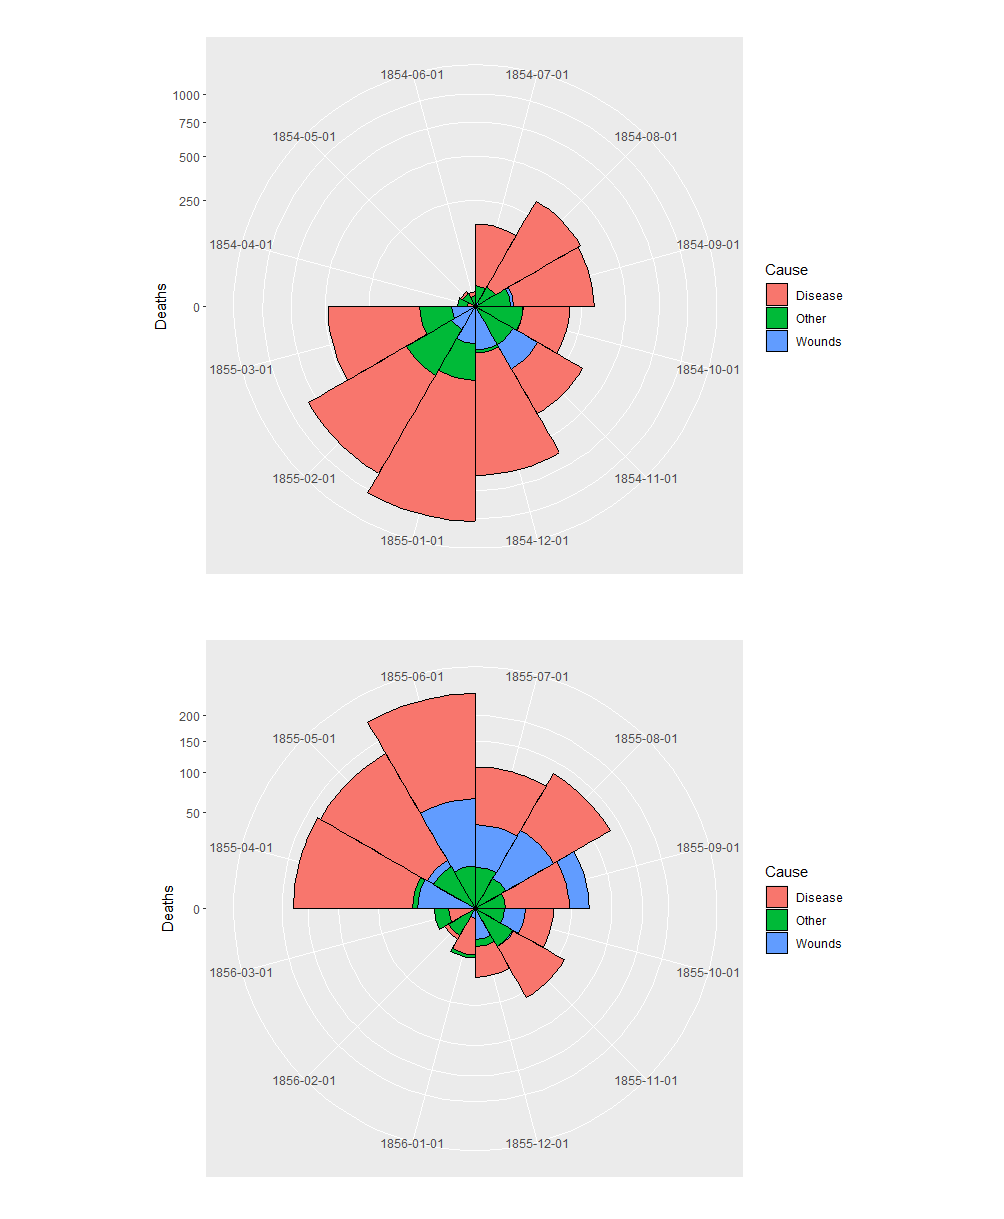 1854-06-01 1854-07-01
1000
1854-05-01 1854-08-01
750
500
250
1854-04-01 1854-09-01
Cause
Disease
Deaths
0
Other
Wounds
1855-03-01 1854-10-01
1855-02-01 1854-11-01
1855-01-01 1854-12-01
1855-06-01 1855-07-01
200
1855-05-01 1855-08-01
150
100
50
1855-04-01 1855-09-01
Cause
Disease
Deaths
0
Other
Wounds
1856-03-01 1855-10-01
1856-02-01 1855-11-01
1856-01-01 1855-12-01